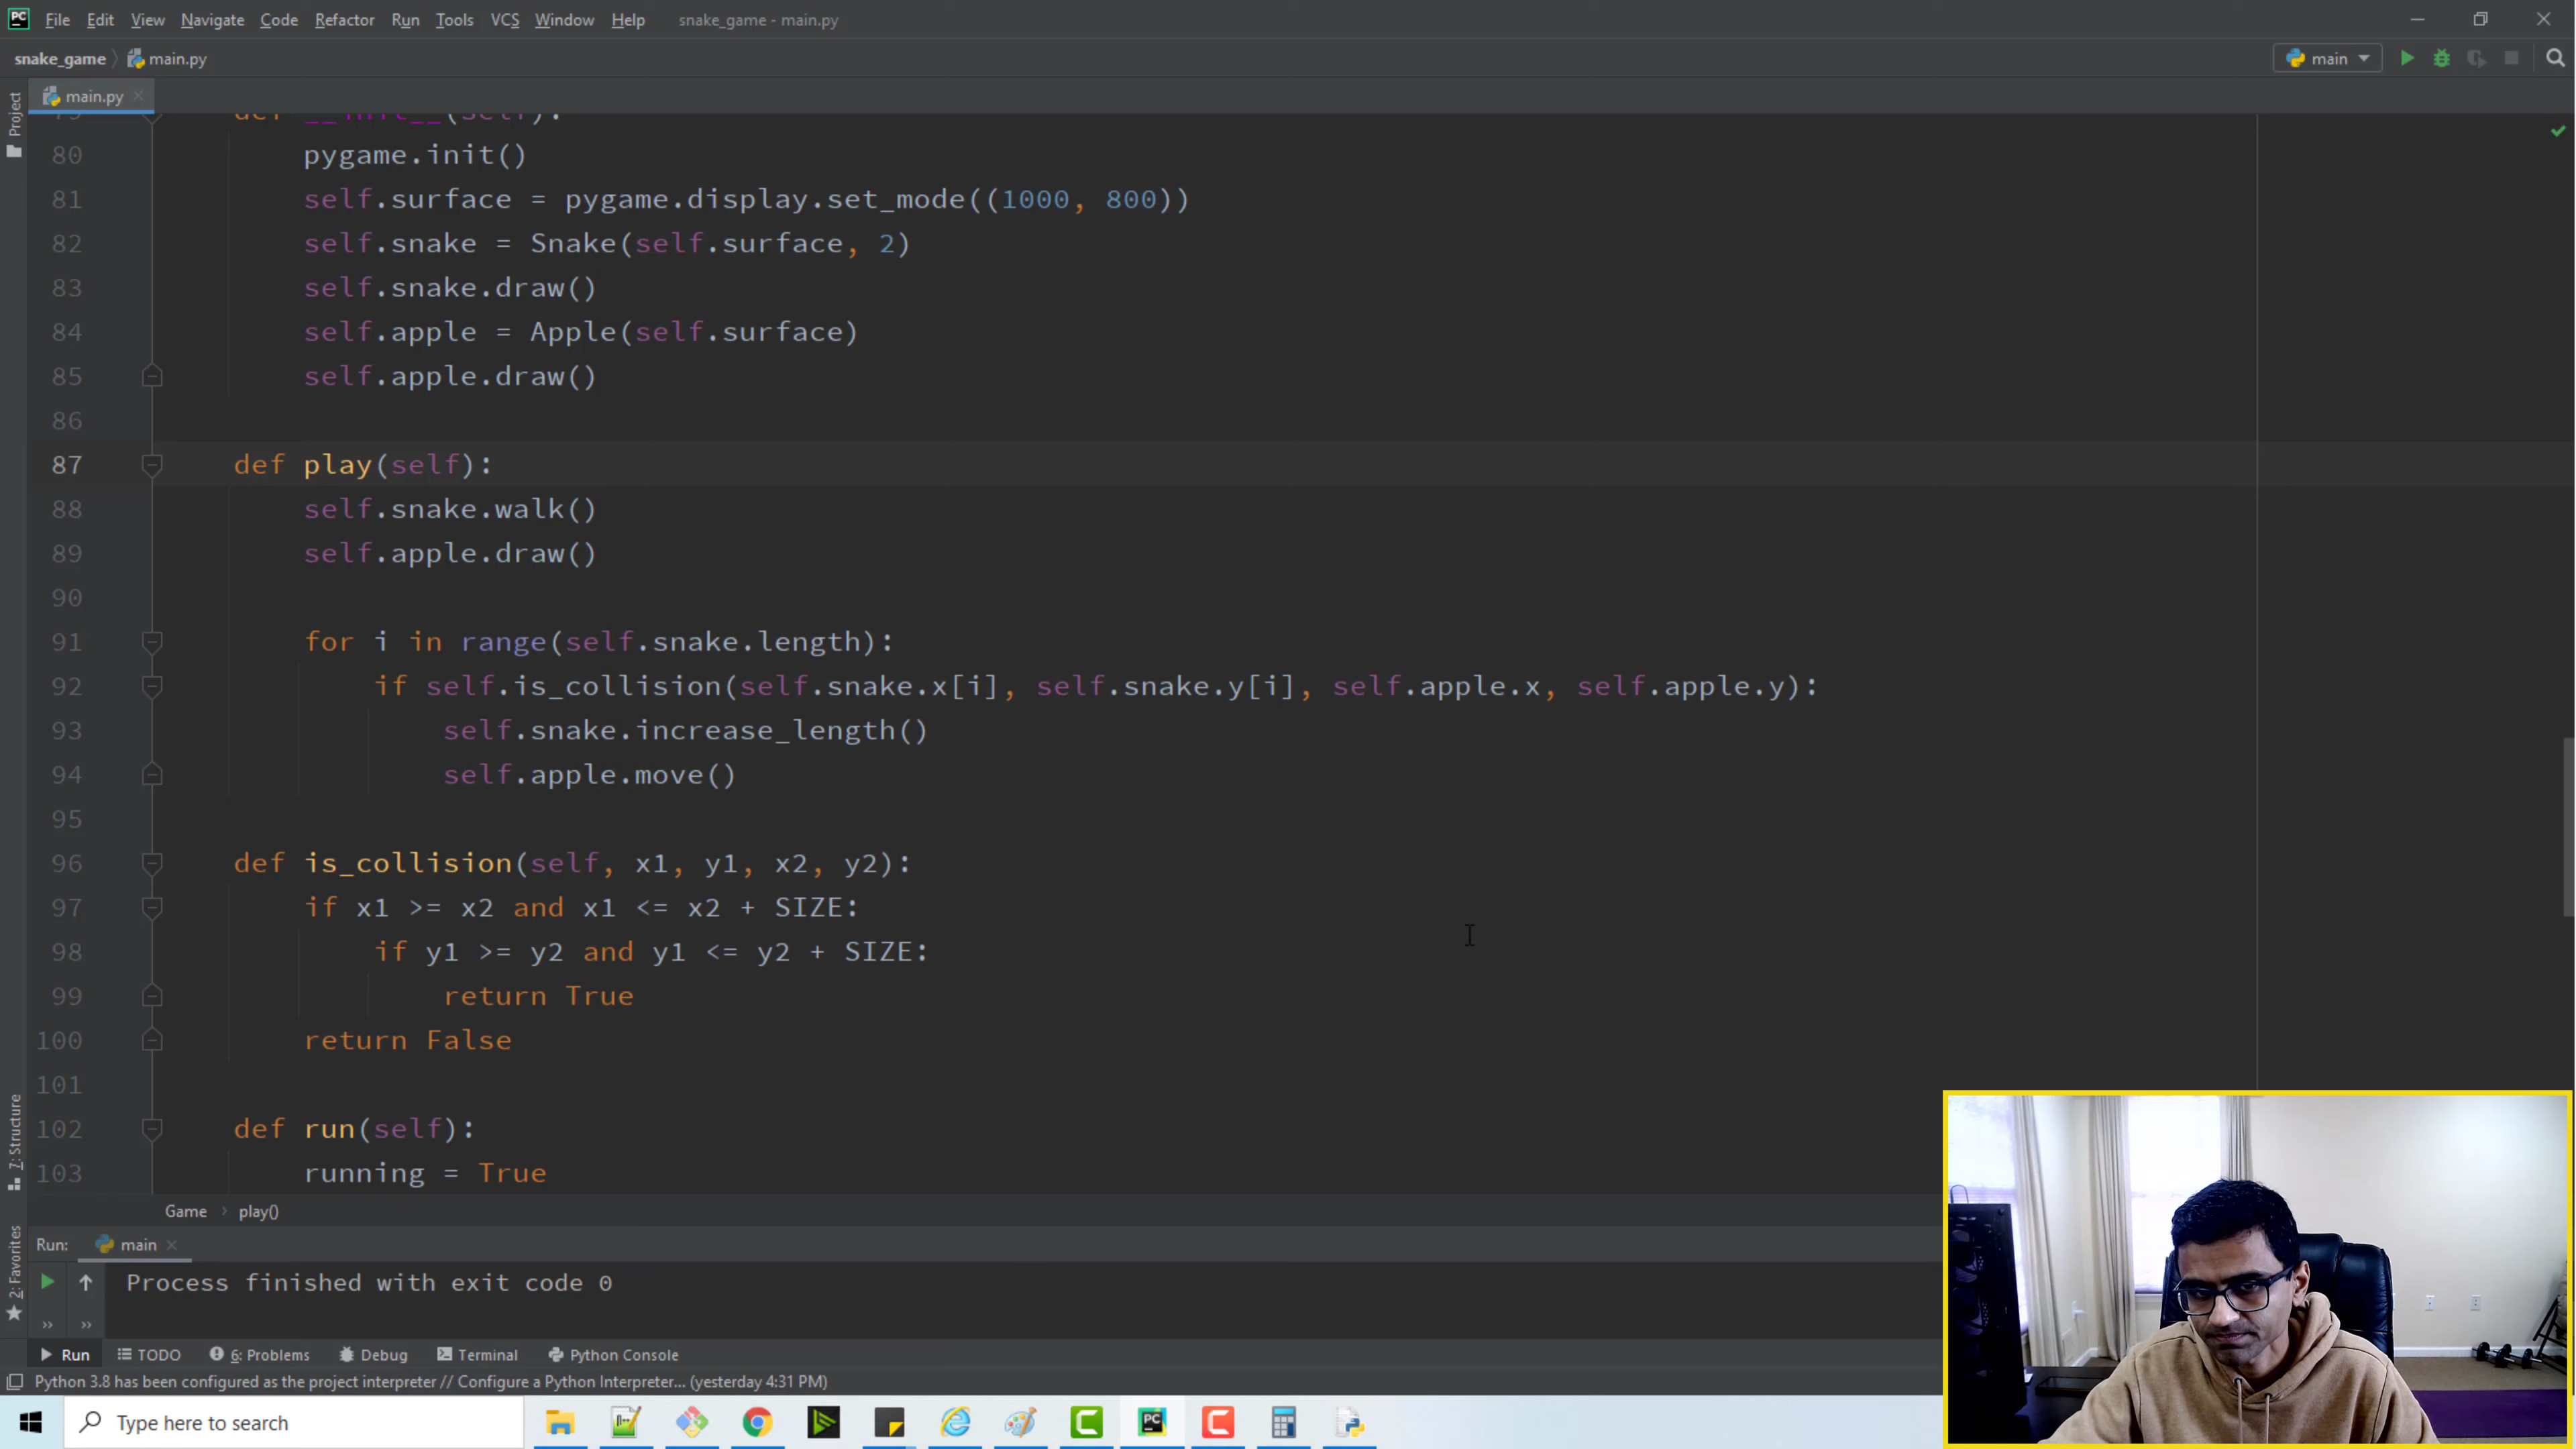 File Edit View Navigate Code Refactor Run Tools VCS Window Help snake_game - main.py
snake_game main.py main
main.py
Project
79 def __init__(self):
80 pygame.init()
81 self.surface = pygame.display.set_mode((1000, 800))
82 self.snake = Snake(self.surface, 2)
83 self.snake.draw()
84 self.apple = Apple(self.surface)
85 self.apple.draw()
86
87 def play(self):
88 self.snake.walk()
89 self.apple.draw()
90
91 for i in range(self.snake.length):
92 if self.is_collision(self.snake.x[i], self.snake.y[i], self.apple.x, self.apple.y):
93 self.snake.increase_length()
94 self.apple.move()
95
96 def is_collision(self, x1, y1, x2, y2):
97 if x1 >= x2 and x1 <= x2 + SIZE:
98 if y1 >= y2 and y1 <= y2 + SIZE:
99 return True
100 return False
101
102 def run(self):
103 running = True
7: Structure
Game play()
2: Favorites
Run: main
Process finished with exit code 0
Run TODO 6: Problems Debug Terminal Python Console
Python 3.8 has been configured as the project interpreter // Configure a Python Interpreter... (yesterday 4:31 PM)
Type here to search